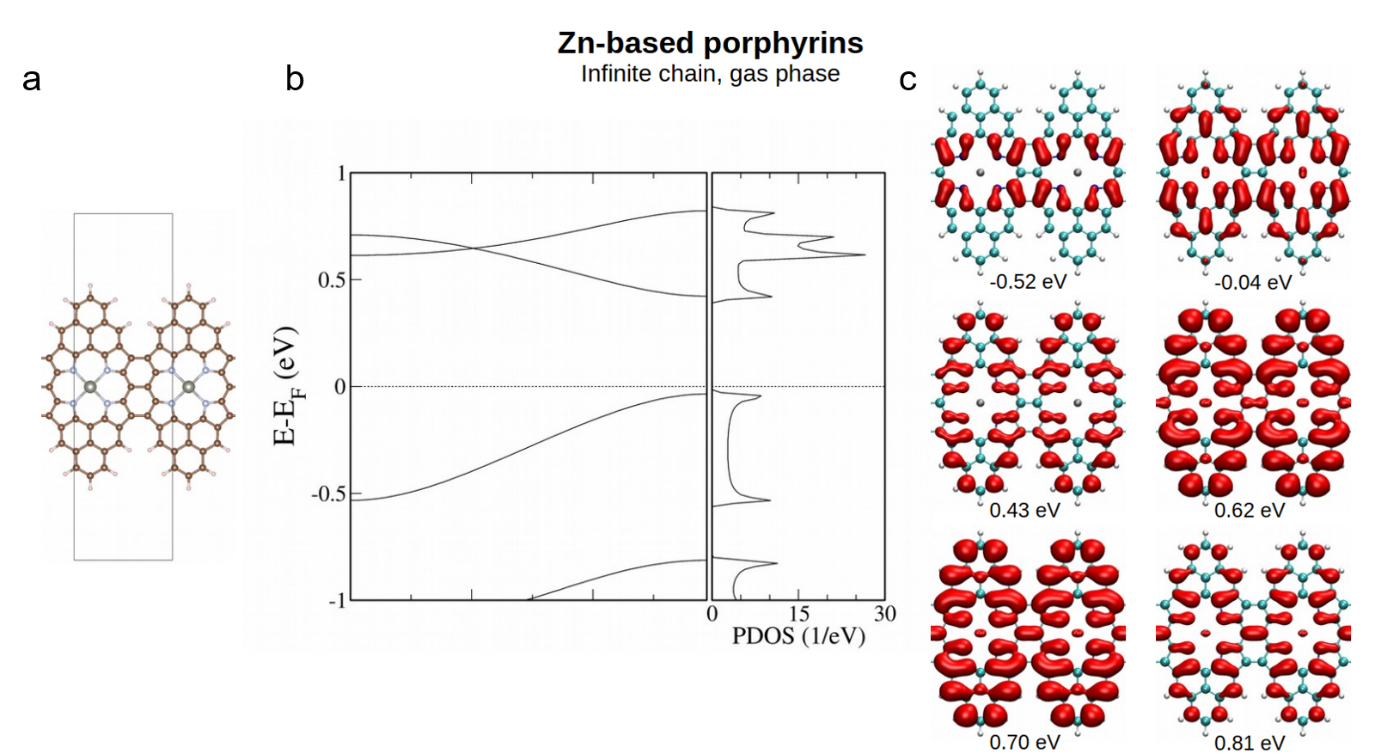 Zn-based porphyrins
Infinite chain, gas phase
a
b
c
1
0.5
0
-0.5
-1
E-EF (eV)
0
15
30
PDOS (1/eV)
-0.52 eV
-0.04 eV
0.43 eV
0.62 eV
0.70 eV
0.81 eV